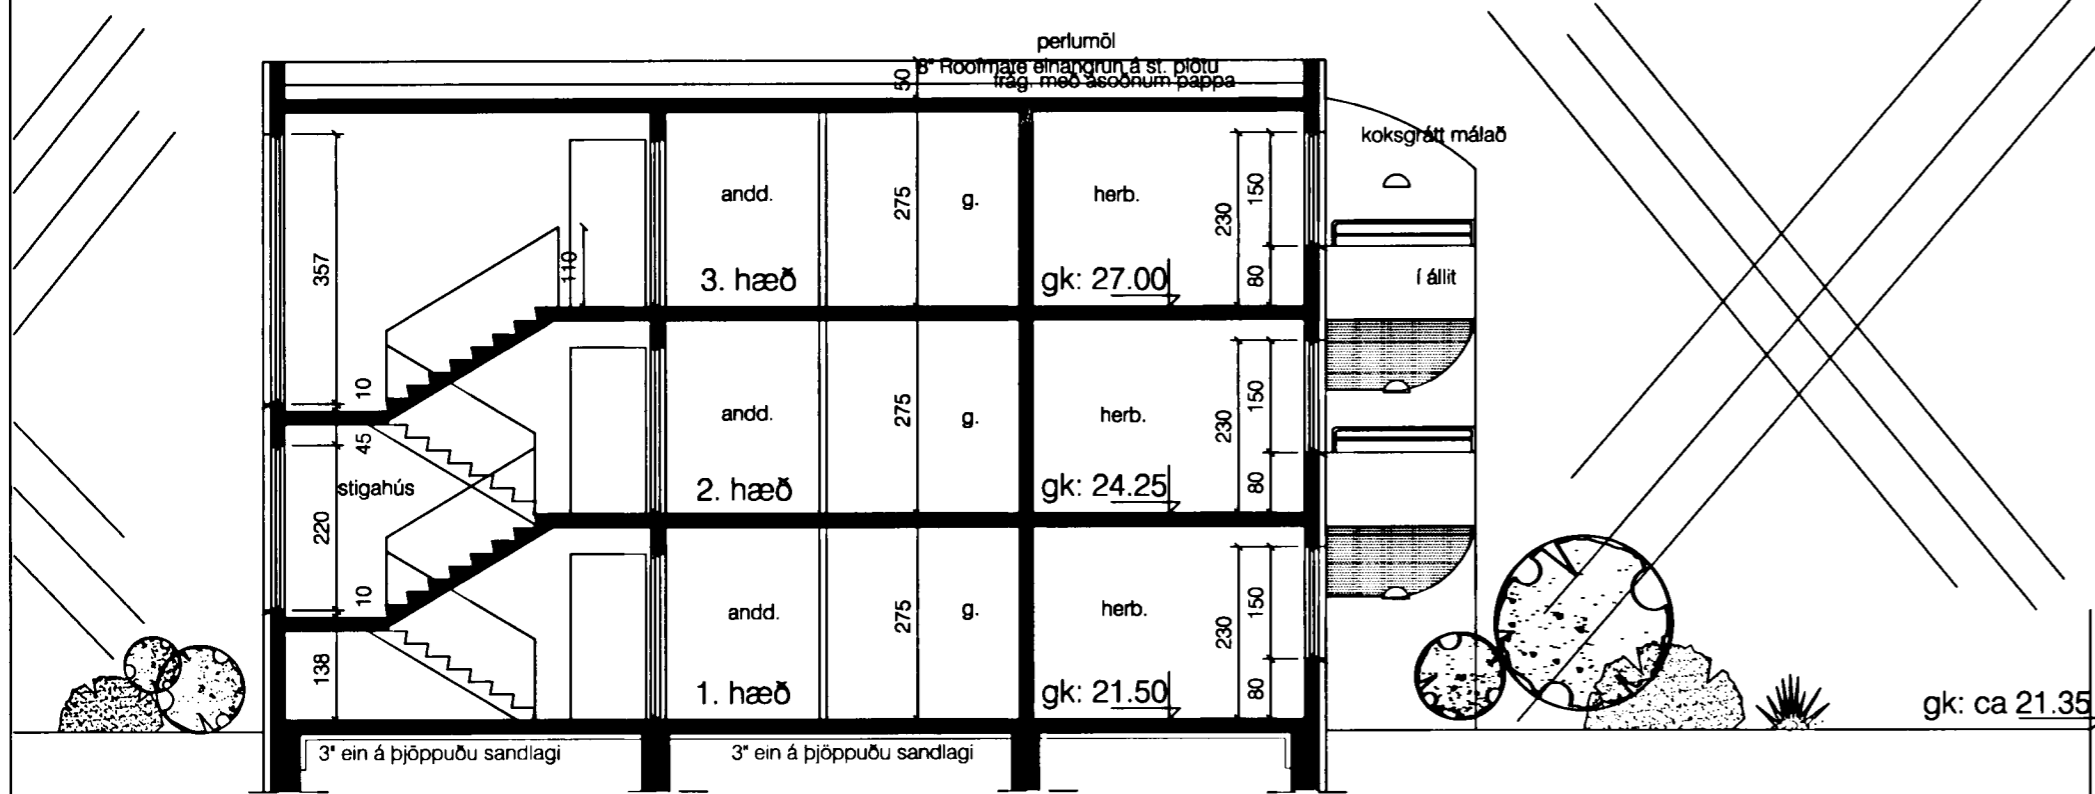 perlumöl
8" Roofmate einangrun á st. plötu
frág. með ásoðnum pappa
50
koksgrátt málað
andd.
275
g.
herb.
230
150
357
110
3. hæð
gk: 27.00
80
í állit
10
45
andd.
275
g.
herb.
230
150
stigahús
2. hæð
gk: 24.25
80
220
10
andd.
275
g.
herb.
230
150
138
1. hæð
gk: 21.50
80
gk: ca 21.35
3" ein á þjöppuðu sandlagi
3" ein á þjöppuðu sandlagi